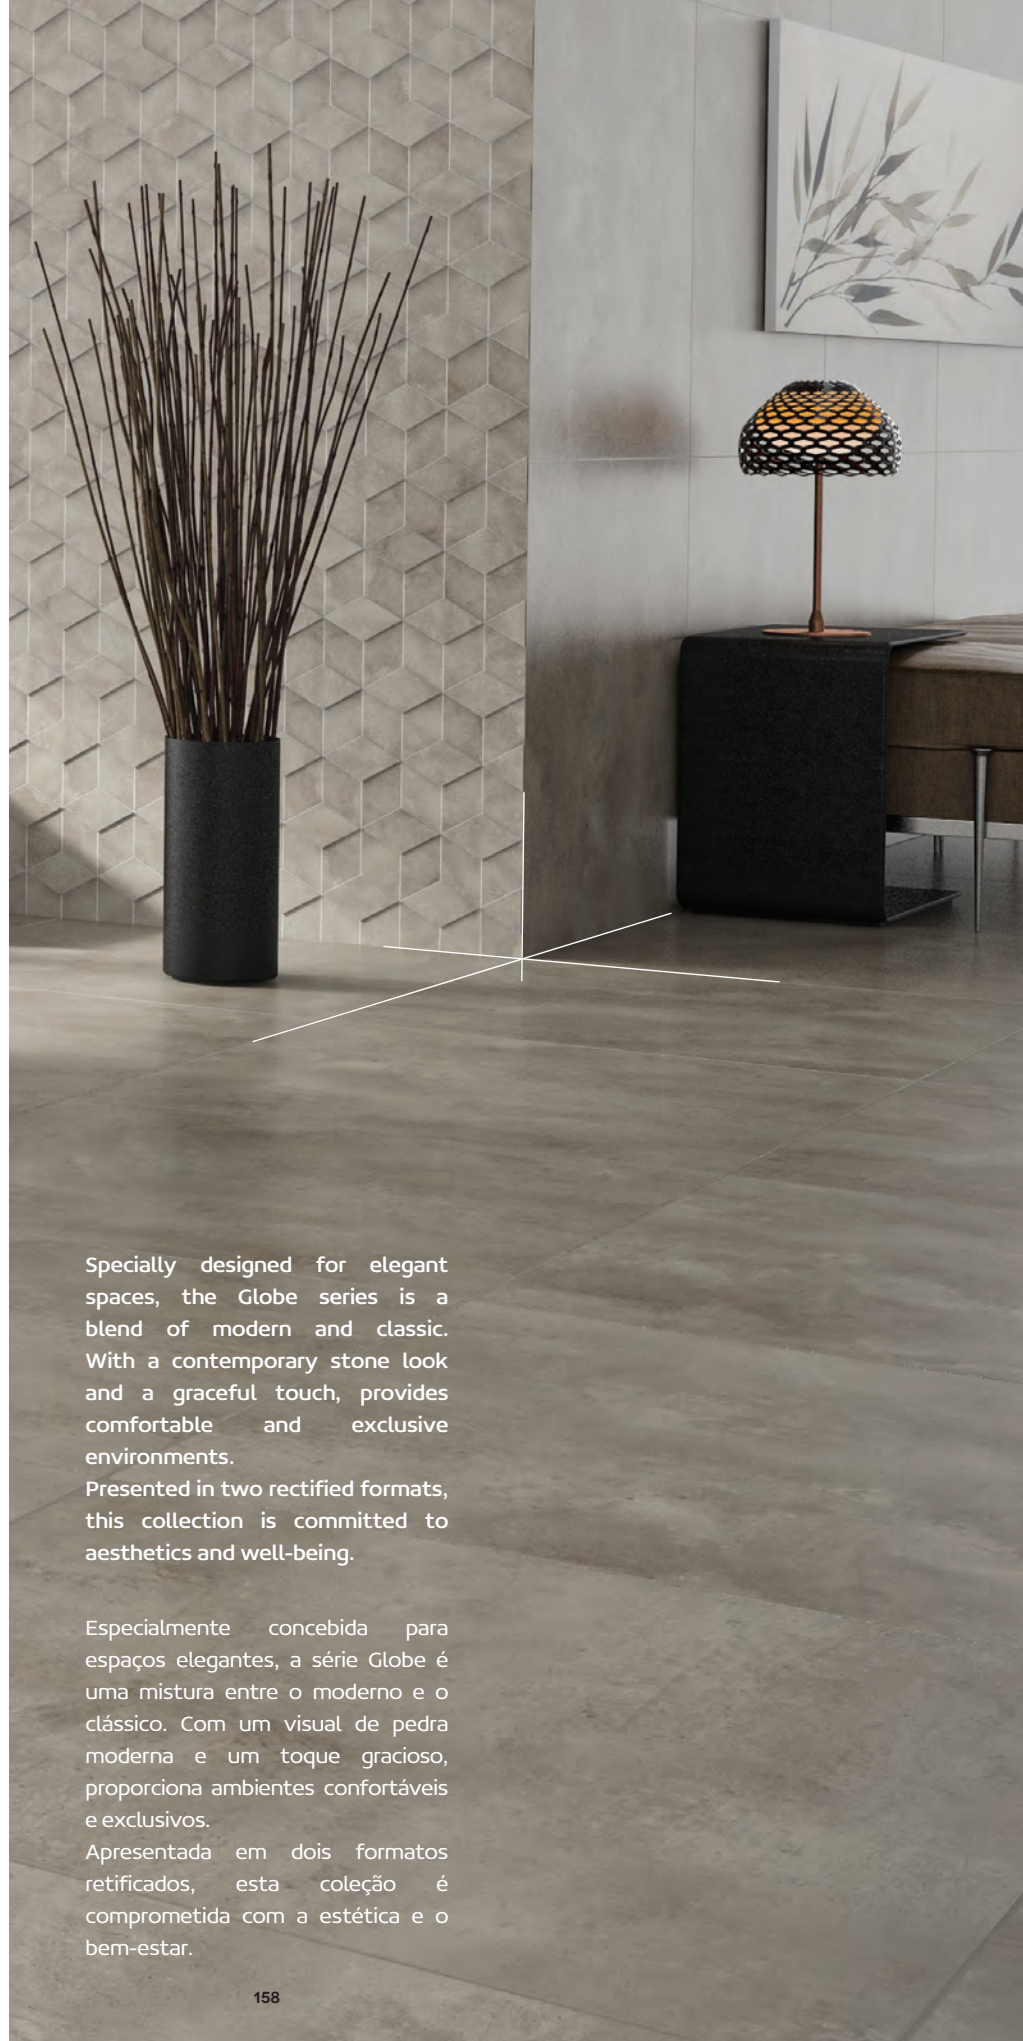 Specially designed for elegant
spaces, the Globe series is a
blend of modern and classic.
With a contemporary stone look
and a graceful touch, provides
comfortable and exclusive
environments.
Presented in two rectified formats,
this collection is committed to
aesthetics and well-being.
Especialmente concebida para
espaços elegantes, a série Globe é
uma mistura entre o moderno e o
clássico. Com um visual de pedra
moderna e um toque gracioso,
proporciona ambientes confortáveis
e exclusivos.
Apresentada em dois formatos
retificados, esta coleção é
comprometida com a estética e o
bem-estar.
158